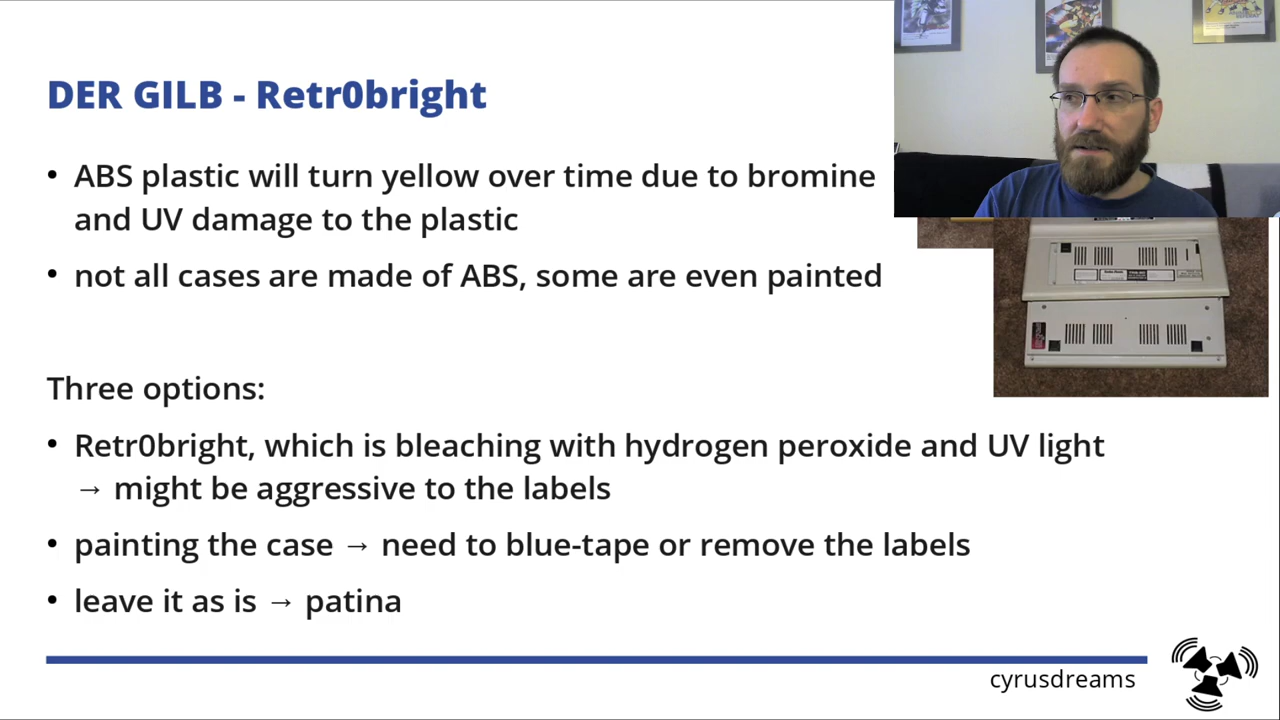 DER GILB - Retr0bright
• ABS plastic will turn yellow over time due to bromine
and UV damage to the plastic
• not all cases are made of ABS, some are even painted
Three options:
• Retr0bright, which is bleaching with hydrogen peroxide and UV light
→ might be aggressive to the labels
• painting the case → need to blue-tape or remove the labels
• leave it as is → patina
cyrusdreams